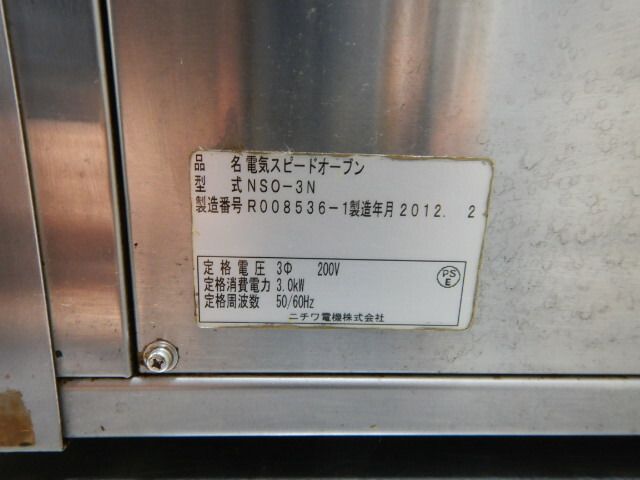 品 名 電気スピードオーブン
型 式 NSO-3N
製造番号 R008536-1 製造年月 2012. 2
定格電圧 3Φ 200V
定格消費電力 3.0kW
定格周波数 50/60Hz
PS E
ニチワ電機株式会社